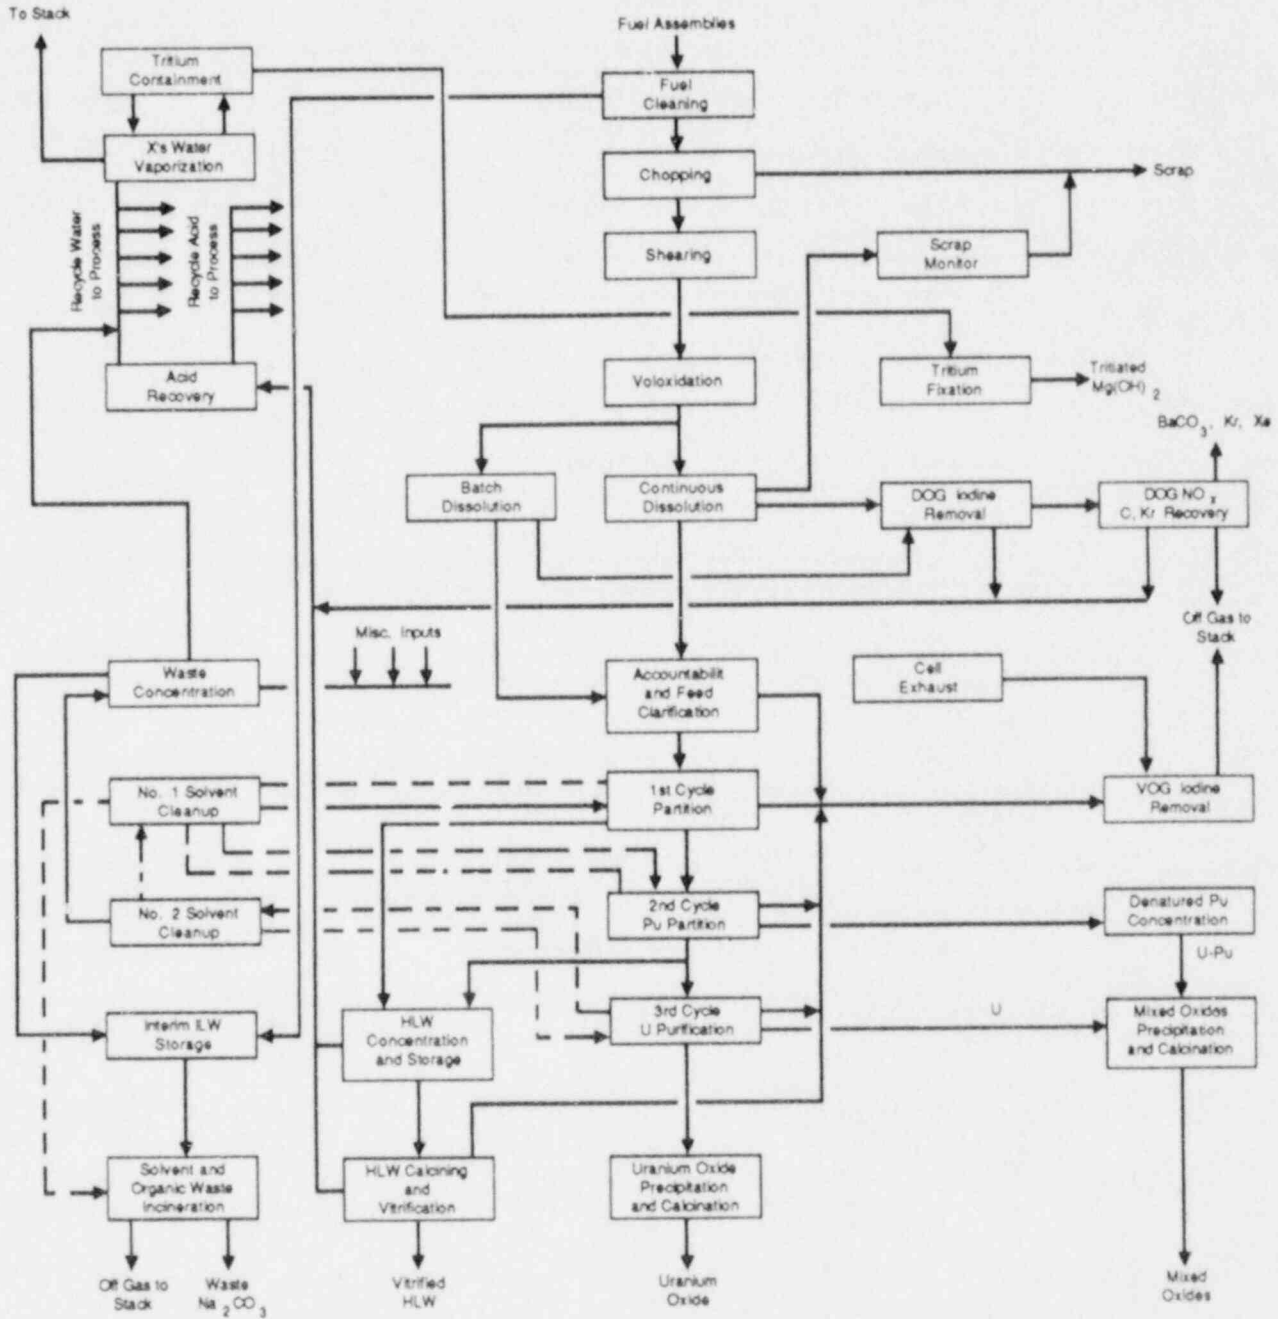 To Stack
Fuel Assemblies
Tritium
Containment
Fuel
Cleaning
X's Water
Vaporization
Chopping
Scrap
Recycle Water
to Process
Recycle Acid
to Process
Shearing
Scrap
Monitor
Acid
Recovery
Voloxidation
Tritium
Fixation
Tritiated
Mg(OH) 2
BaCO3, Kr, Xe
Batch
Dissolution
Continuous
Dissolution
DOG Iodine
Removal
DOG NO x
C, Kr Recovery
Misc. Inputs
Off Gas to
Stack
Waste
Concentration
Accountabilit
and Feed
Clarification
Cell
Exhaust
No. 1 Solvent
Cleanup
1st Cycle
Partition
VOG Iodine
Removal
No. 2 Solvent
Cleanup
2nd Cycle
Pu Partition
Denatured Pu
Concentration
U-Pu
Interim ILW
Storage
HLW
Concentration
and Storage
3rd Cycle
U Purification
U
Mixed Oxides
Precipitation
and Calcination
Solvent and
Organic Waste
Incineration
HLW Calcining
and
Vitrification
Uranium Oxide
Precipitation
and Calcination
Off Gas to
Stack
Waste
Na2CO3
Vitrified
HLW
Uranium
Oxide
Mixed
Oxides